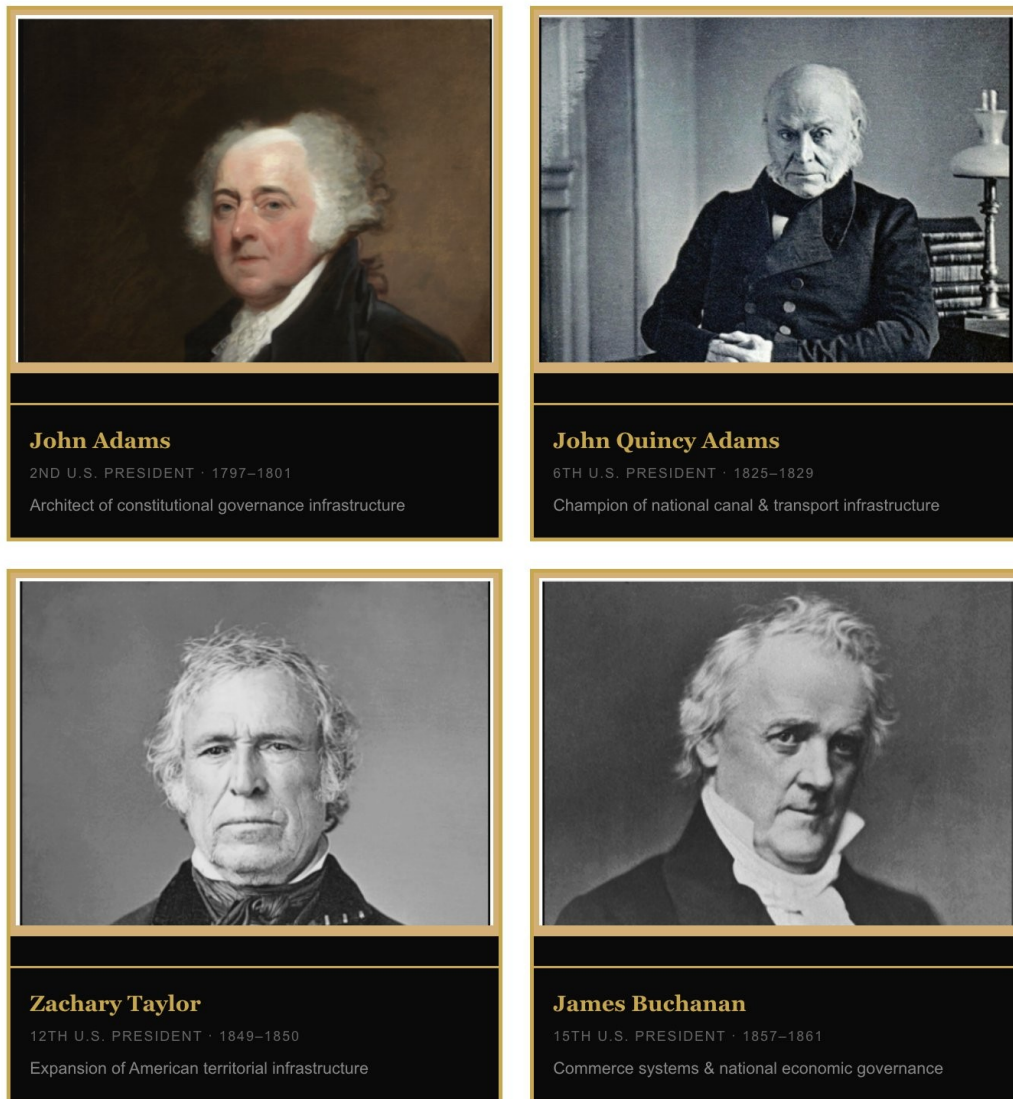 John Adams
2ND U.S. PRESIDENT · 1797–1801
Architect of constitutional governance infrastructure
John Quincy Adams
6TH U.S. PRESIDENT · 1825–1829
Champion of national canal & transport infrastructure
Zachary Taylor
12TH U.S. PRESIDENT · 1849–1850
Expansion of American territorial infrastructure
James Buchanan
15TH U.S. PRESIDENT · 1857–1861
Commerce systems & national economic governance